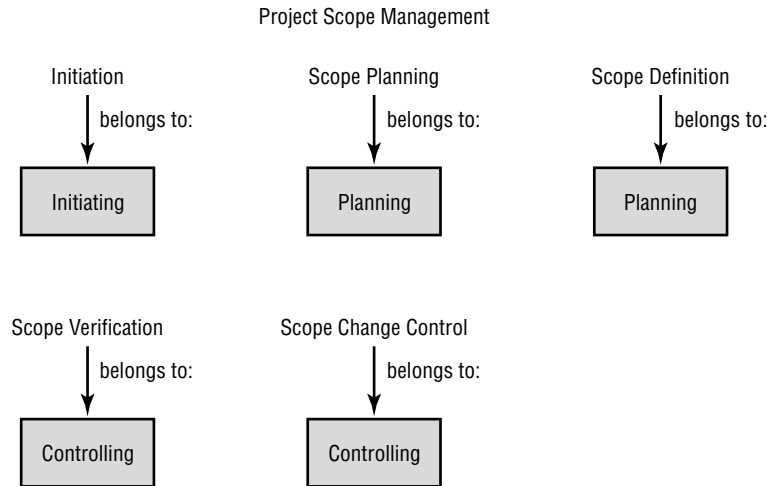 Project Scope Management
Initiation
belongs to:
Initiating
Scope Planning
belongs to:
Planning
Scope Definition
belongs to:
Planning
Scope Verification
belongs to:
Controlling
Scope Change Control
belongs to:
Controlling